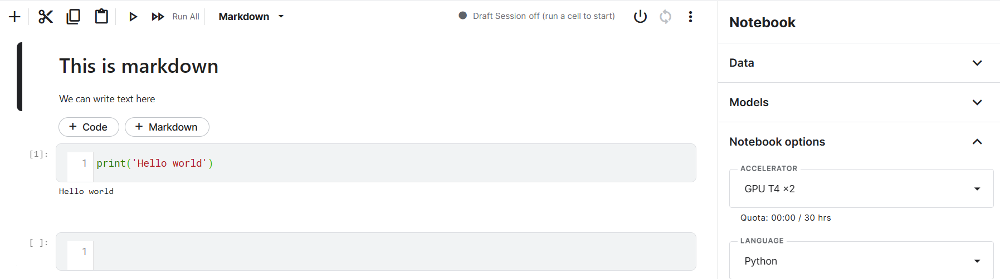 Run All
Markdown
Draft Session off (run a cell to start)
This is markdown
We can write text here
+ Code
+ Markdown
[1]:
1
print('Hello world')
Hello world
[ ]:
1
Notebook
Data
Models
Notebook options
ACCELERATOR
GPU T4 ×2
Quota: 00:00 / 30 hrs
LANGUAGE
Python